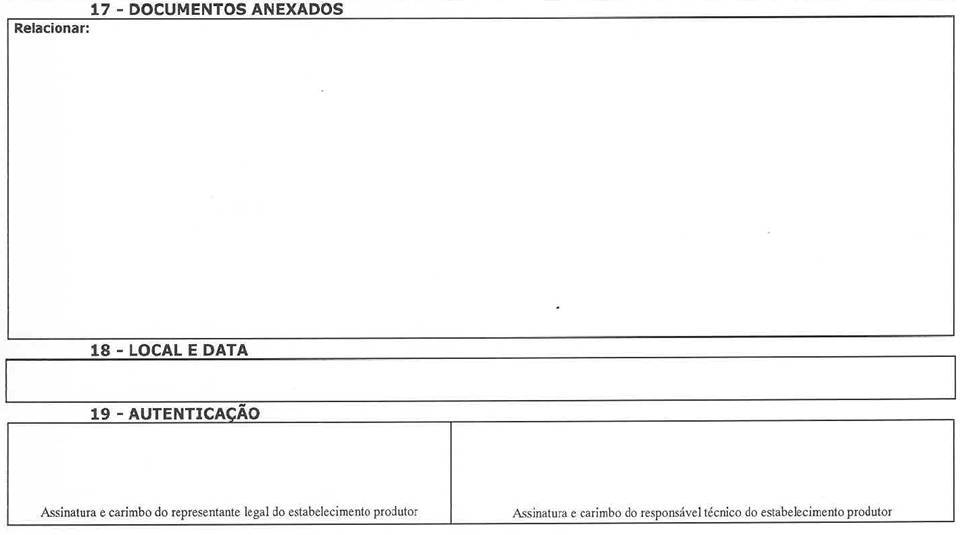 17 - DOCUMENTOS ANEXADOS
Relacionar:
18 - LOCAL E DATA
19 - AUTENTICAÇÃO
Assinatura e carimbo do representante legal do estabelecimento produtor
Assinatura e carimbo do responsável técnico do estabelecimento produtor